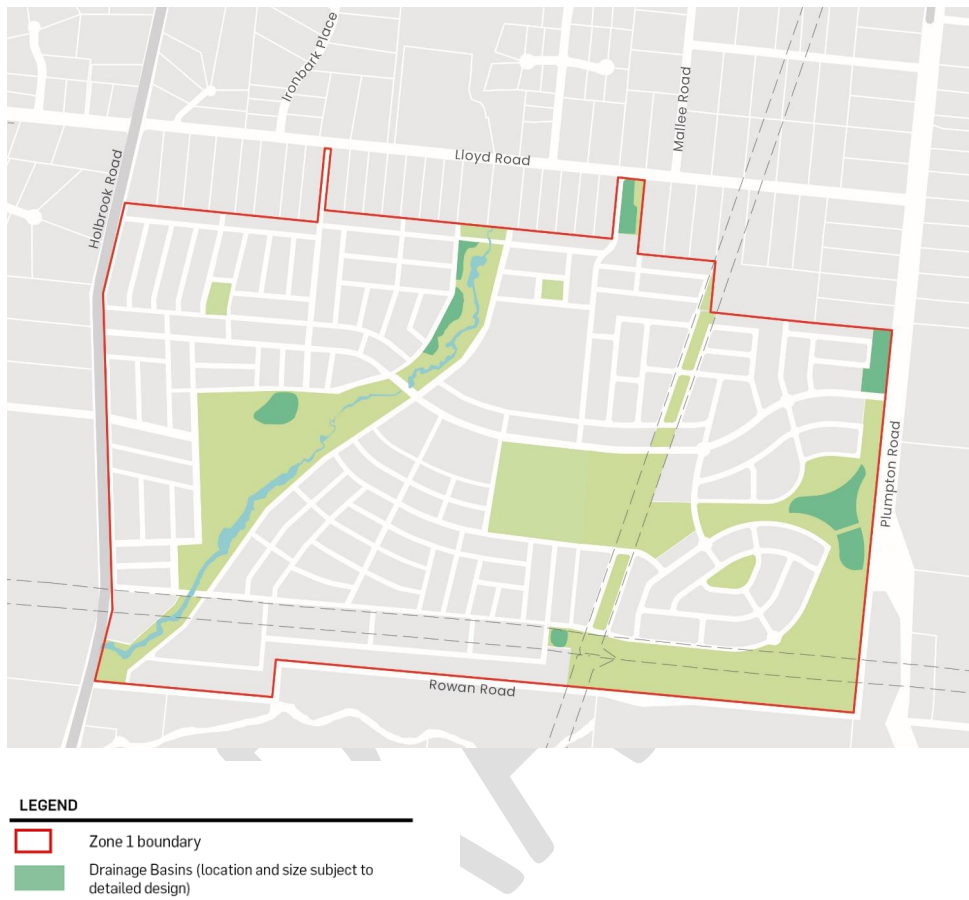 Ironbark Place
Mallee Road
Lloyd Road
Holbrook Road
Plumpton Road
Rowan Road
LEGEND
Zone 1 boundary
Drainage Basins (location and size subject to
detailed design)